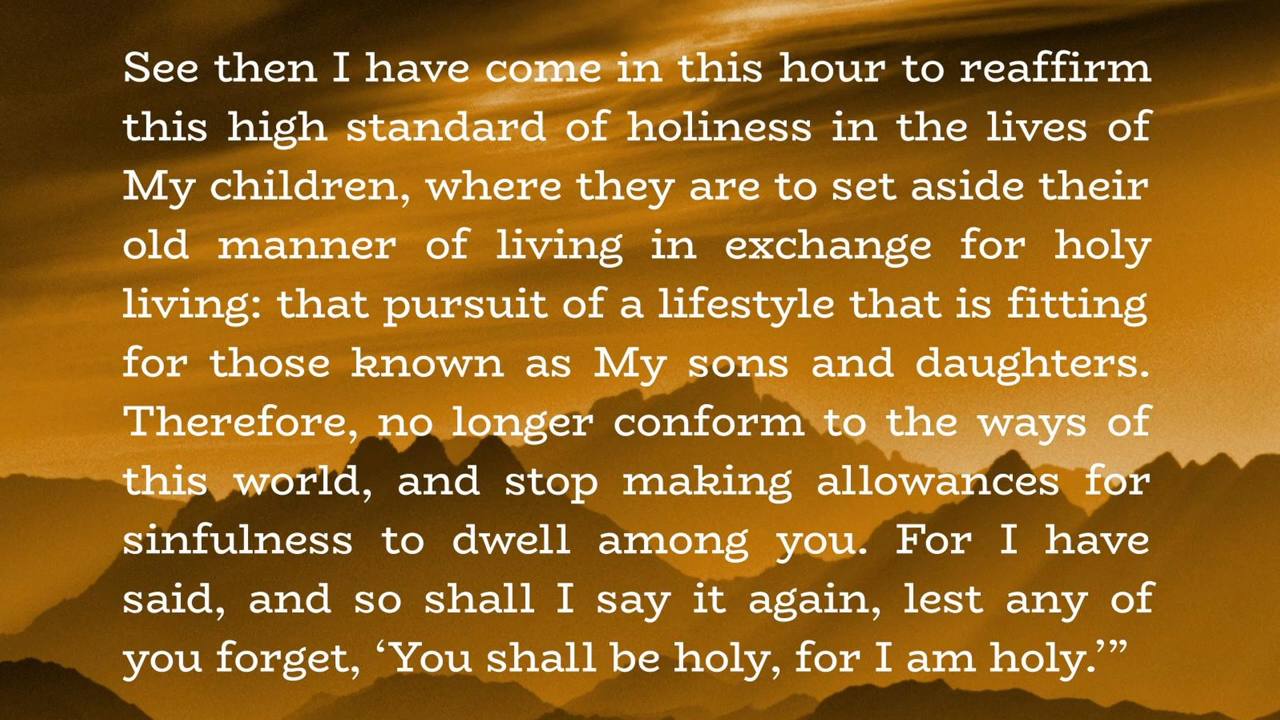 See then I have come in this hour to reaffirm
this high standard of holiness in the lives of
My children, where they are to set aside their
old manner of living in exchange for holy
living: that pursuit of a lifestyle that is fitting
for those known as My sons and daughters.
Therefore, no longer conform to the ways of
this world, and stop making allowances for
sinfulness to dwell among you. For I have
said, and so shall I say it again, lest any of
you forget, ‘You shall be holy, for I am holy.’”